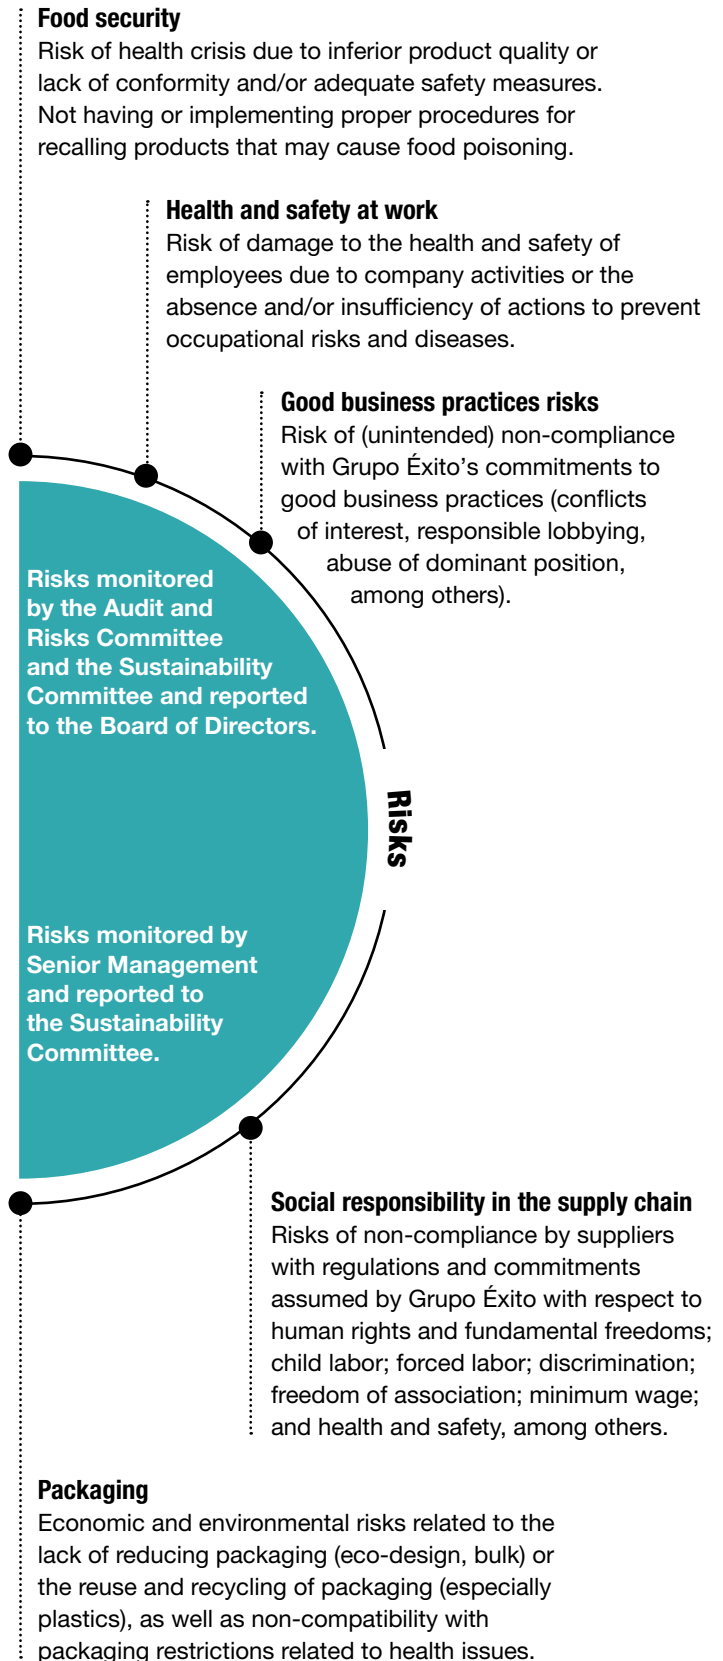 Food security
Risk of health crisis due to inferior product quality or
lack of conformity and/or adequate safety measures.
Not having or implementing proper procedures for
recalling products that may cause food poisoning.
Health and safety at work
Risk of damage to the health and safety of
employees due to company activities or the
absence and/or insufficiency of actions to prevent
occupational risks and diseases.
Good business practices risks
Risk of (unintended) non-compliance
with Grupo Éxito's commitments to
good business practices (conflicts
of interest, responsible lobbying,
abuse of dominant position,
among others).
Risks monitored
by the Audit and
Risks Committee
and the Sustainability
Committee and reported
to the Board of Directors.
Risks
Risks monitored by
Senior Management
and reported to
the Sustainability
Committee.
Social responsibility in the supply chain
Risks of non-compliance by suppliers
with regulations and commitments
assumed by Grupo Éxito with respect to
human rights and fundamental freedoms;
child labor; forced labor; discrimination;
freedom of association; minimum wage;
and health and safety, among others.
Packaging
Economic and environmental risks related to the
lack of reducing packaging (eco-design, bulk) or
the reuse and recycling of packaging (especially
plastics), as well as non-compatibility with
packaging restrictions related to health issues.